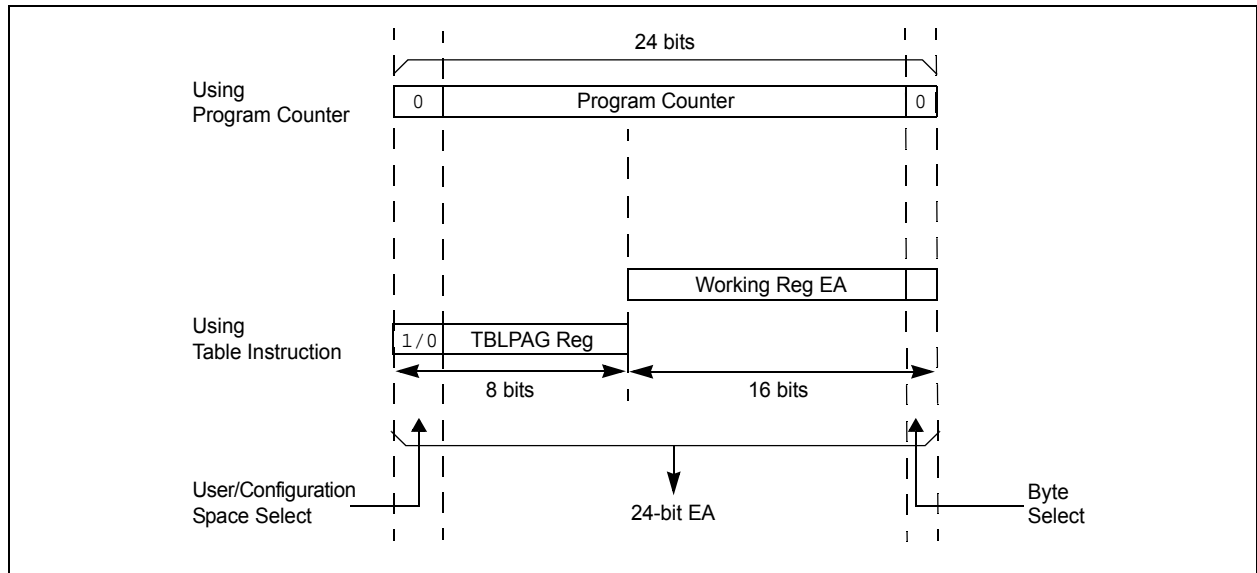 24 bits
Using
Program Counter
0
Program Counter
0
Working Reg EA
Using
Table Instruction
1/0
TBLPAG Reg
8 bits
16 bits
User/Configuration
Space Select
24-bit EA
Byte
Select